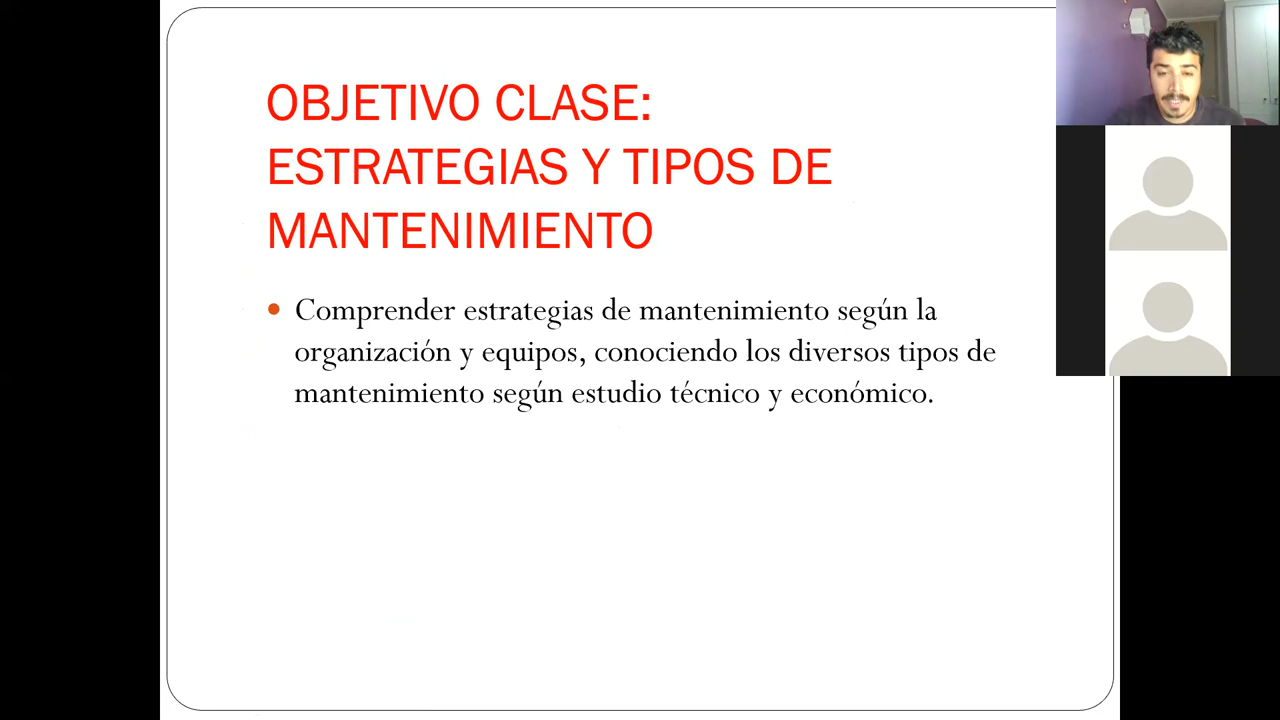 OBJETIVO CLASE:
ESTRATEGIAS Y TIPOS DE
MANTENIMIENTO
Comprender estrategias de mantenimiento según la
organización y equipos, conociendo los diversos tipos de
mantenimiento según estudio técnico y económico.